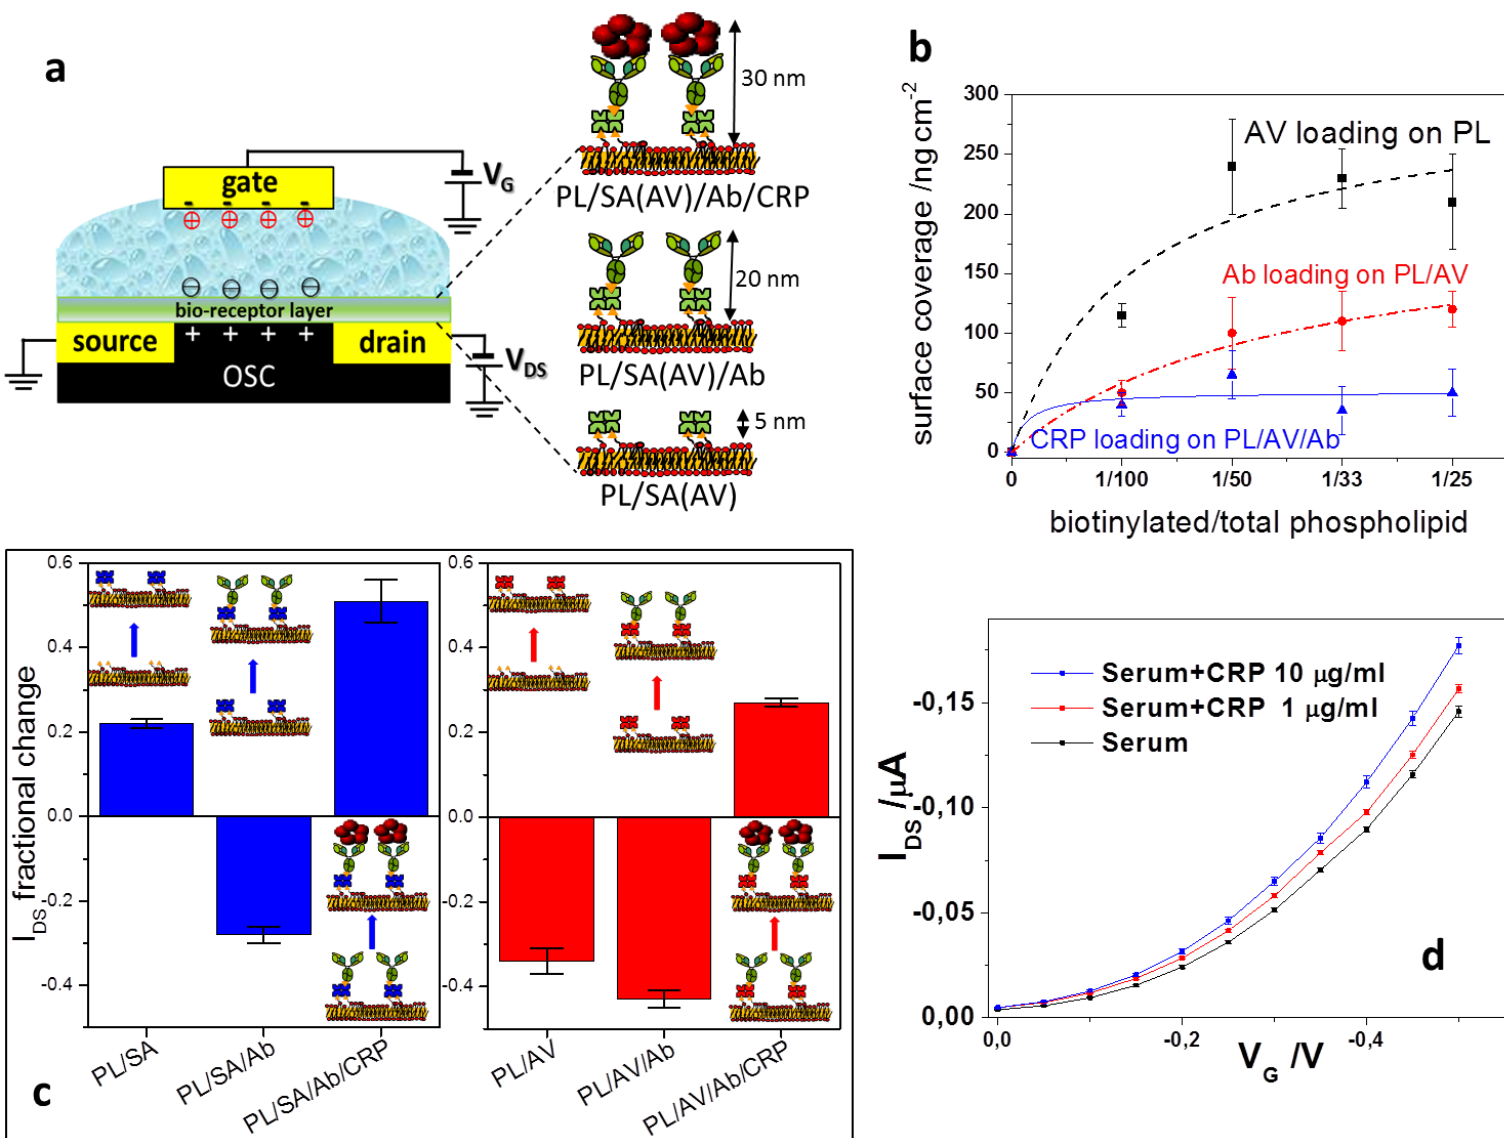 a
gate
V_G
bio-receptor layer
source
drain
+ + + +
OSC
V_DS
30 nm
PL/SA(AV)/Ab/CRP
20 nm
PL/SA(AV)/Ab
5 nm
PL/SA(AV)
b
surface coverage /ng cm⁻²
300
250
200
150
100
50
0
AV loading on PL
Ab loading on PL/AV
CRP loading on PL/AV/Ab
0 1/100 1/50 1/33 1/25
biotinylated/total phospholipid
I_DS fractional change
0.6
0.4
0.2
0.0
-0.2
-0.4
PL/SA
PL/SA/Ab
PL/SA/Ab/CRP
0.6
0.4
0.2
0.0
-0.2
-0.4
PL/AV
PL/AV/Ab
PL/AV/Ab/CRP
c
I_DS /μA
-0,15
-0,10
-0,05
0,00
Serum+CRP 10 μg/ml
Serum+CRP 1 μg/ml
Serum
d
0,0 -0,2 -0,4
V_G /V